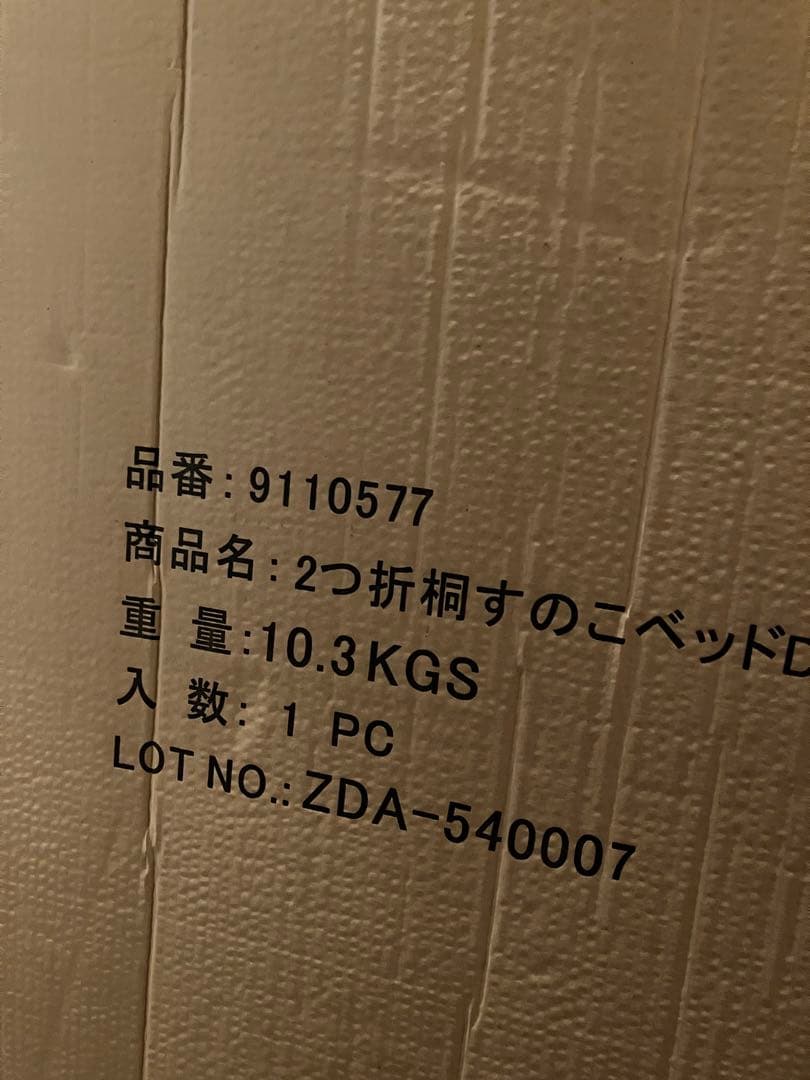 品番:9110577
商品名:2つ折桐すのこベッドD
重 量:10.3KGS
入 数: 1 PC
LOT NO.:ZDA-540007